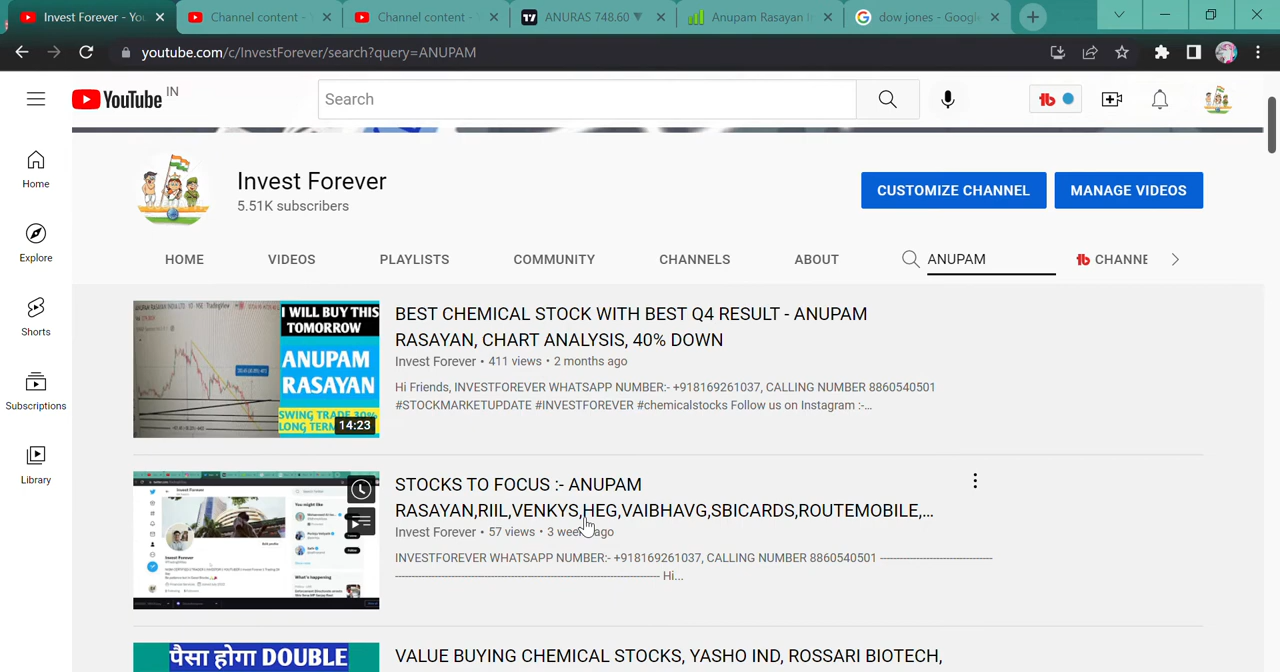 Invest Forever - You
Channel content -
Channel content -
ANURAS 748.60 ▼
Anupam Rasayan
dow jones - Google
youtube.com/c/InvestForever/search?query=ANUPAM
YouTube IN
Search
Home
Explore
Shorts
Subscriptions
Library
Invest Forever
5.51K subscribers
CUSTOMIZE CHANNEL
MANAGE VIDEOS
HOME VIDEOS PLAYLISTS COMMUNITY CHANNELS ABOUT ANUPAM CHANNE
I WILL BUY THIS
TOMORROW
ANUPAM
RASAYAN
SWING TRADE 30%
LONG TERM
14:23
BEST CHEMICAL STOCK WITH BEST Q4 RESULT - ANUPAM
RASAYAN, CHART ANALYSIS, 40% DOWN
Invest Forever • 411 views • 2 months ago
Hi Friends, INVESTFOREVER WHATSAPP NUMBER:- +918169261037, CALLING NUMBER 8860540501
#STOCKMARKETUPDATE #INVESTFOREVER #chemicalstocks Follow us on Instagram :-...
STOCKS TO FOCUS :- ANUPAM
RASAYAN,RIIL,VENKYS,HEG,VAIBHAVG,SBICARDS,ROUTEMOBILE,...
Invest Forever • 57 views • 3 weeks ago
INVESTFOREVER WHATSAPP NUMBER:- +918169261037, CALLING NUMBER 8860540501 --------------------------------
---------------------------------------------------------------- Hi...
पैसा होगा DOUBLE
VALUE BUYING CHEMICAL STOCKS, YASHO IND, ROSSARI BIOTECH,